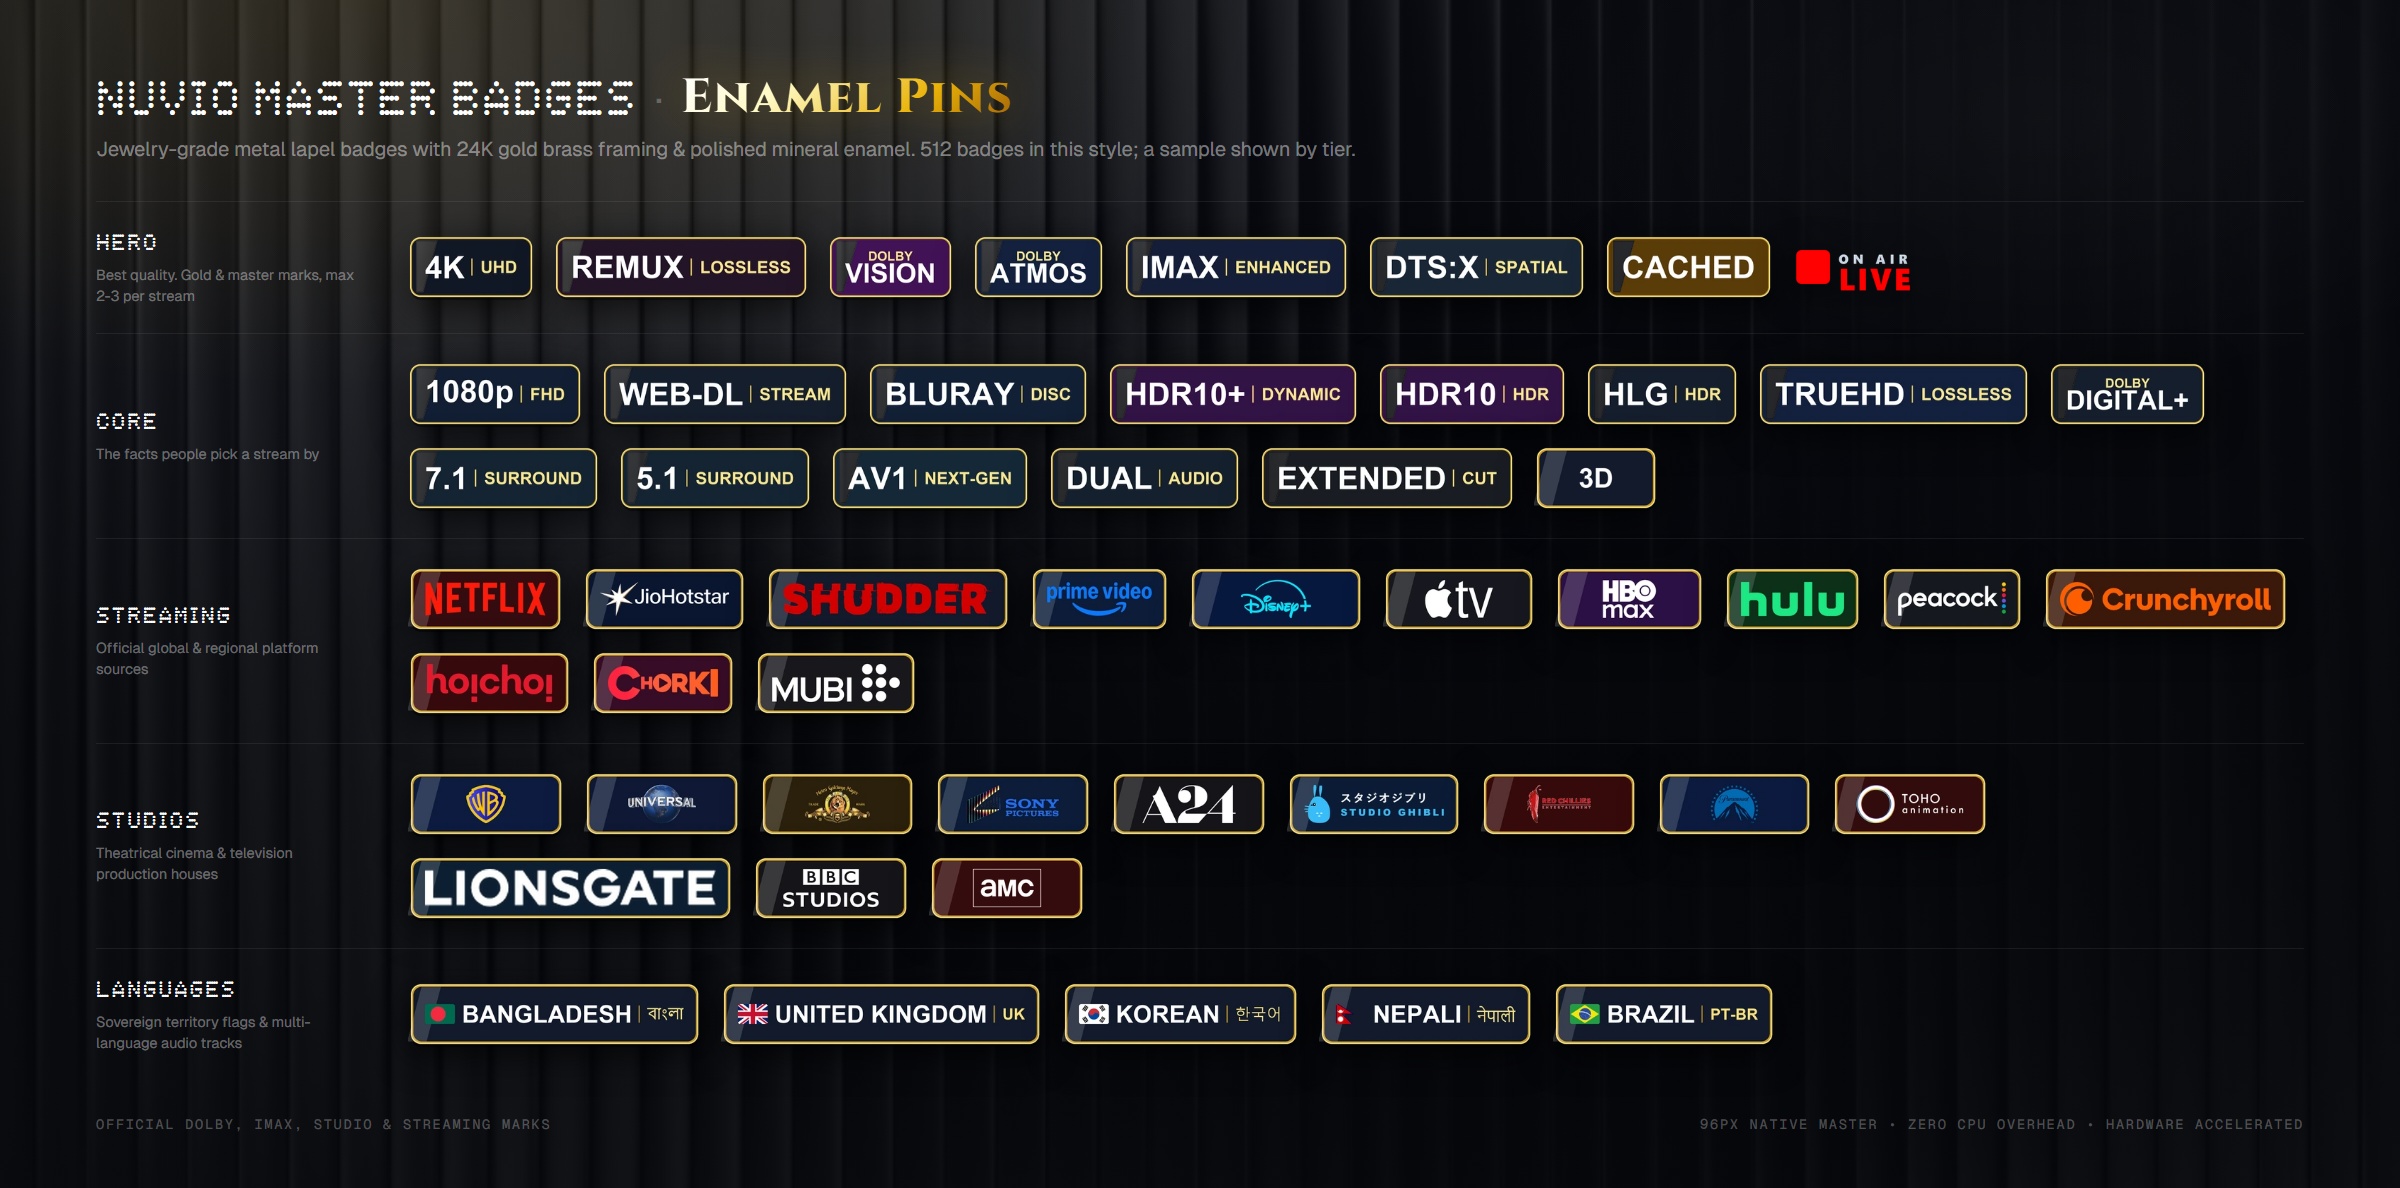 NUVIO MASTER BADGES · ENAMEL PINS
Jewelry-grade metal lapel badges with 24K gold brass framing & polished mineral enamel. 512 badges in this style; a sample shown by tier.
HERO
Best quality. Gold & master marks, max
2-3 per stream
4K | UHD
REMUX | LOSSLESS
DOLBY
VISION
DOLBY
ATMOS
IMAX | ENHANCED
DTS:X | SPATIAL
CACHED
ON AIR
LIVE
CORE
The facts people pick a stream by
1080p | FHD
WEB-DL | STREAM
BLURAY | DISC
HDR10+ | DYNAMIC
HDR10 | HDR
HLG | HDR
TRUEHD | LOSSLESS
DOLBY
DIGITAL+
7.1 | SURROUND
5.1 | SURROUND
AV1 | NEXT-GEN
DUAL | AUDIO
EXTENDED | CUT
3D
STREAMING
Official global & regional platform
sources
NETFLIX
JioHotstar
SHUDDER
prime video
Disney+
tv
HBO
max
hulu
peacock
Crunchyroll
hoichoi
CHORKI
MUBI
STUDIOS
Theatrical cinema & television
production houses
WB
UNIVERSAL
SONY
PICTURES
A24
スタジオジブリ
STUDIO GHIBLI
RED CHILLIES
ENTERTAINMENT
TOHO
animation
LIONSGATE
BBC
STUDIOS
aMC
LANGUAGES
Sovereign territory flags & multi-
language audio tracks
BANGLADESH | বাংলা
UNITED KINGDOM | UK
KOREAN | 한국어
NEPALI | नेपाली
BRAZIL | PT-BR
OFFICIAL DOLBY, IMAX, STUDIO & STREAMING MARKS
96PX NATIVE MASTER • ZERO CPU OVERHEAD • HARDWARE ACCELERATED